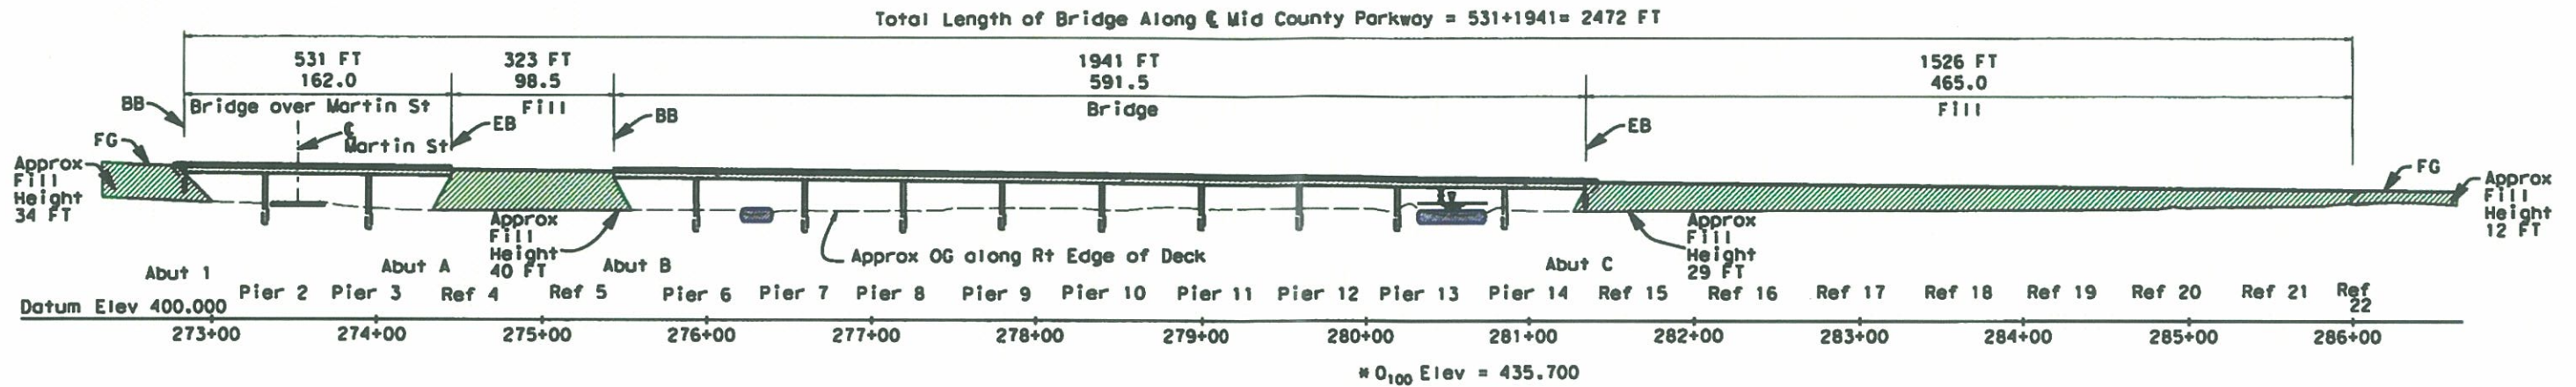 Total Length of Bridge Along ℄ Mid County Parkway = 531+1941= 2472 FT
531 FT
162.0
Bridge over Martin St
323 FT
98.5
Fill
1941 FT
591.5
Bridge
1526 FT
465.0
Fill
BB
℄
Martin St
EB
BB
EB
FG
FG
Approx
Fill
Height
34 FT
Approx
Fill
Height
40 FT
Approx OG along Rt Edge of Deck
Approx
Fill
Height
29 FT
Approx
Fill
Height
12 FT
Abut 1
Abut A
Abut B
Abut C
Pier 2
Pier 3
Ref 4
Ref 5
Pier 6
Pier 7
Pier 8
Pier 9
Pier 10
Pier 11
Pier 12
Pier 13
Pier 14
Ref 15
Ref 16
Ref 17
Ref 18
Ref 19
Ref 20
Ref 21
Ref
22
Datum Elev 400.000
273+00
274+00
275+00
276+00
277+00
278+00
279+00
280+00
281+00
282+00
283+00
284+00
285+00
286+00
* Q100 Elev = 435.700